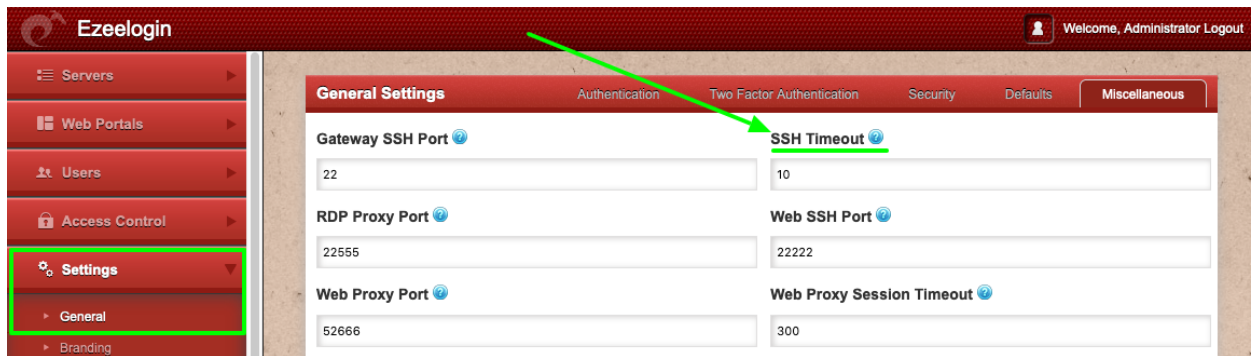 Ezeelogin
Welcome, Administrator Logout
Servers
Web Portals
Users
Access Control
Settings
General
Branding
General Settings
Authentication
Two Factor Authentication
Security
Defaults
Miscellaneous
Gateway SSH Port
22
SSH Timeout
10
RDP Proxy Port
22555
Web SSH Port
22222
Web Proxy Port
52666
Web Proxy Session Timeout
300